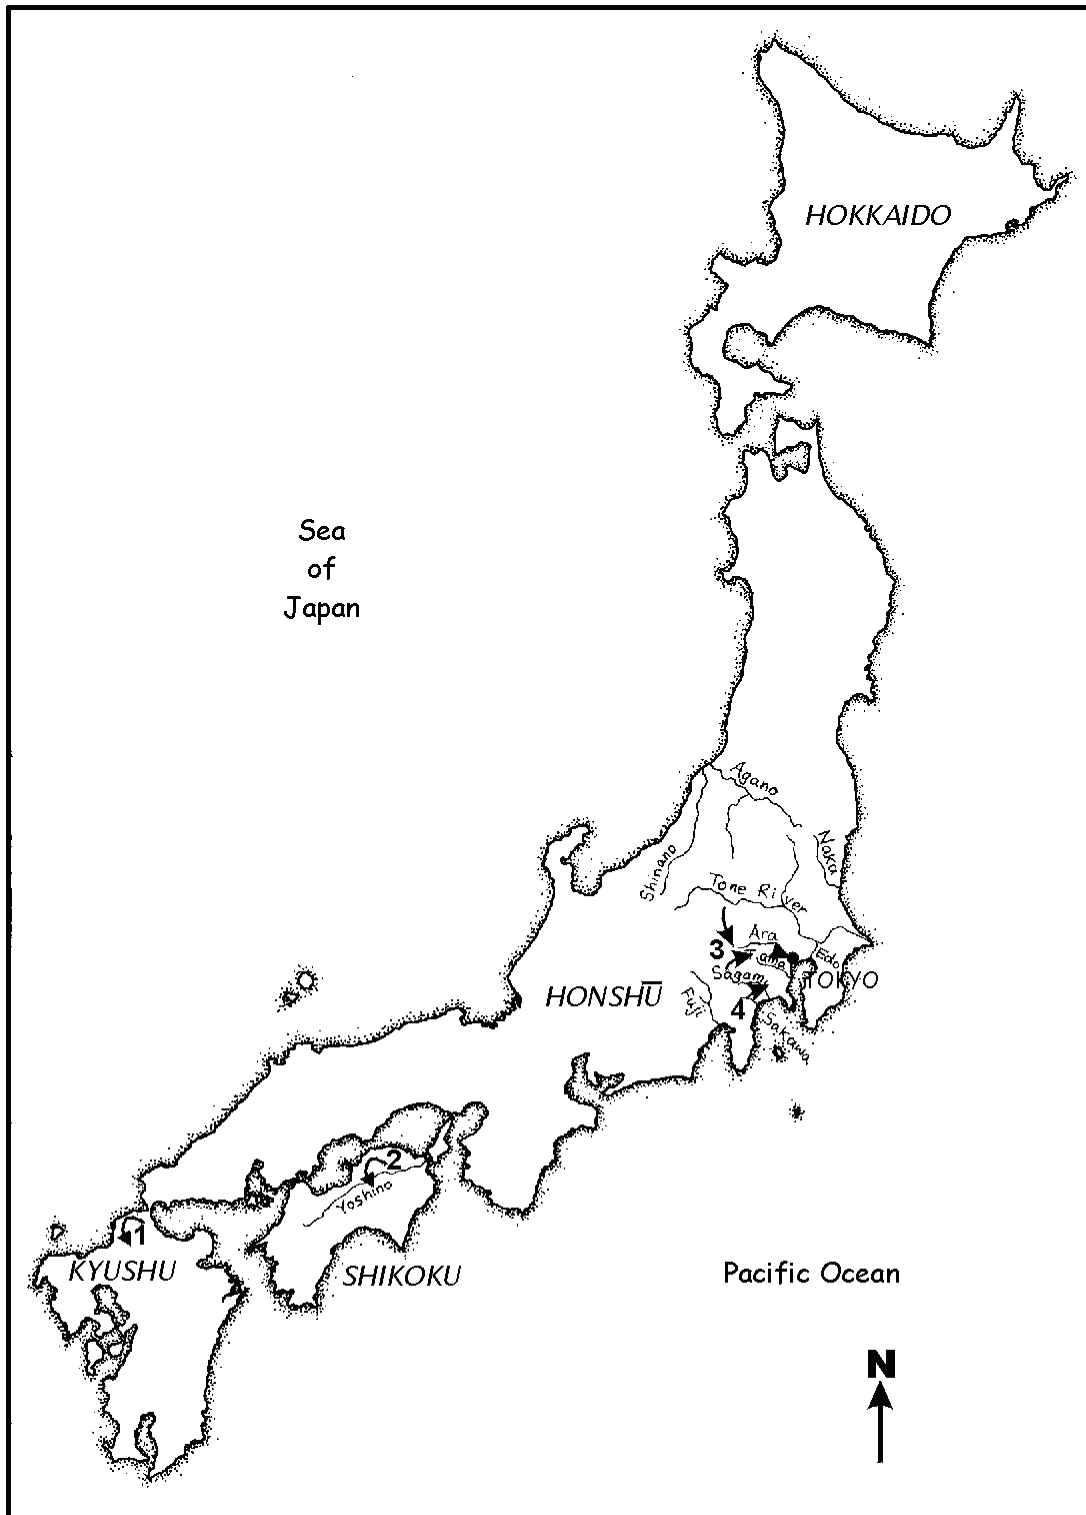 HOKKAIDO
Sea
of
Japan
Agano
Shinano
Naka
Tone River
Ara
3
Tama
Edo
Sagami
TOKYO
HONSHŪ
Fuji
4
Sakawa
2
Yoshino
1
KYUSHU
SHIKOKU
Pacific Ocean
N